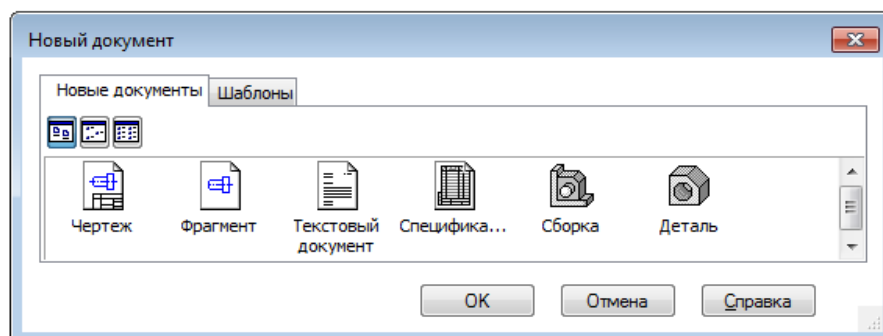 Новый документ
Новые документы Шаблоны
Чертеж Фрагмент Текстовый документ Специфика... Сборка Деталь
OK Отмена Справка